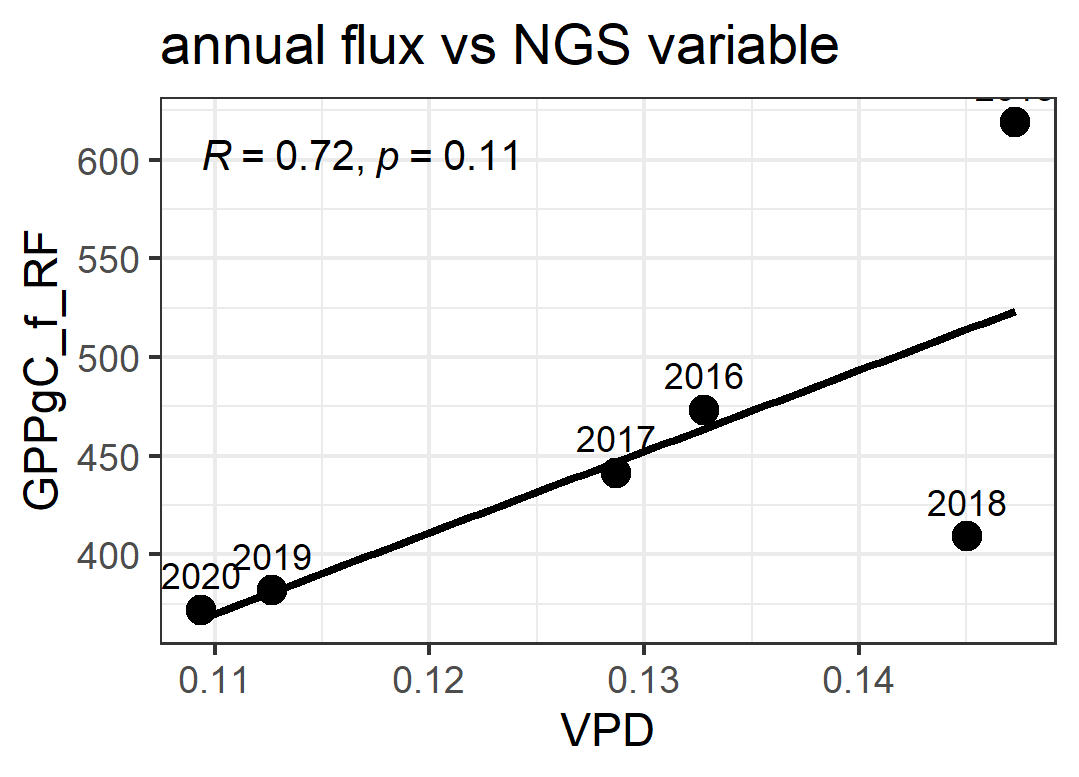 annual flux vs NGS variable
R = 0.72, p = 0.11
600
550
500
450
400
GPPgC_f_RF
2016
2017
2018
2019
2020
0.11 0.12 0.13 0.14
VPD